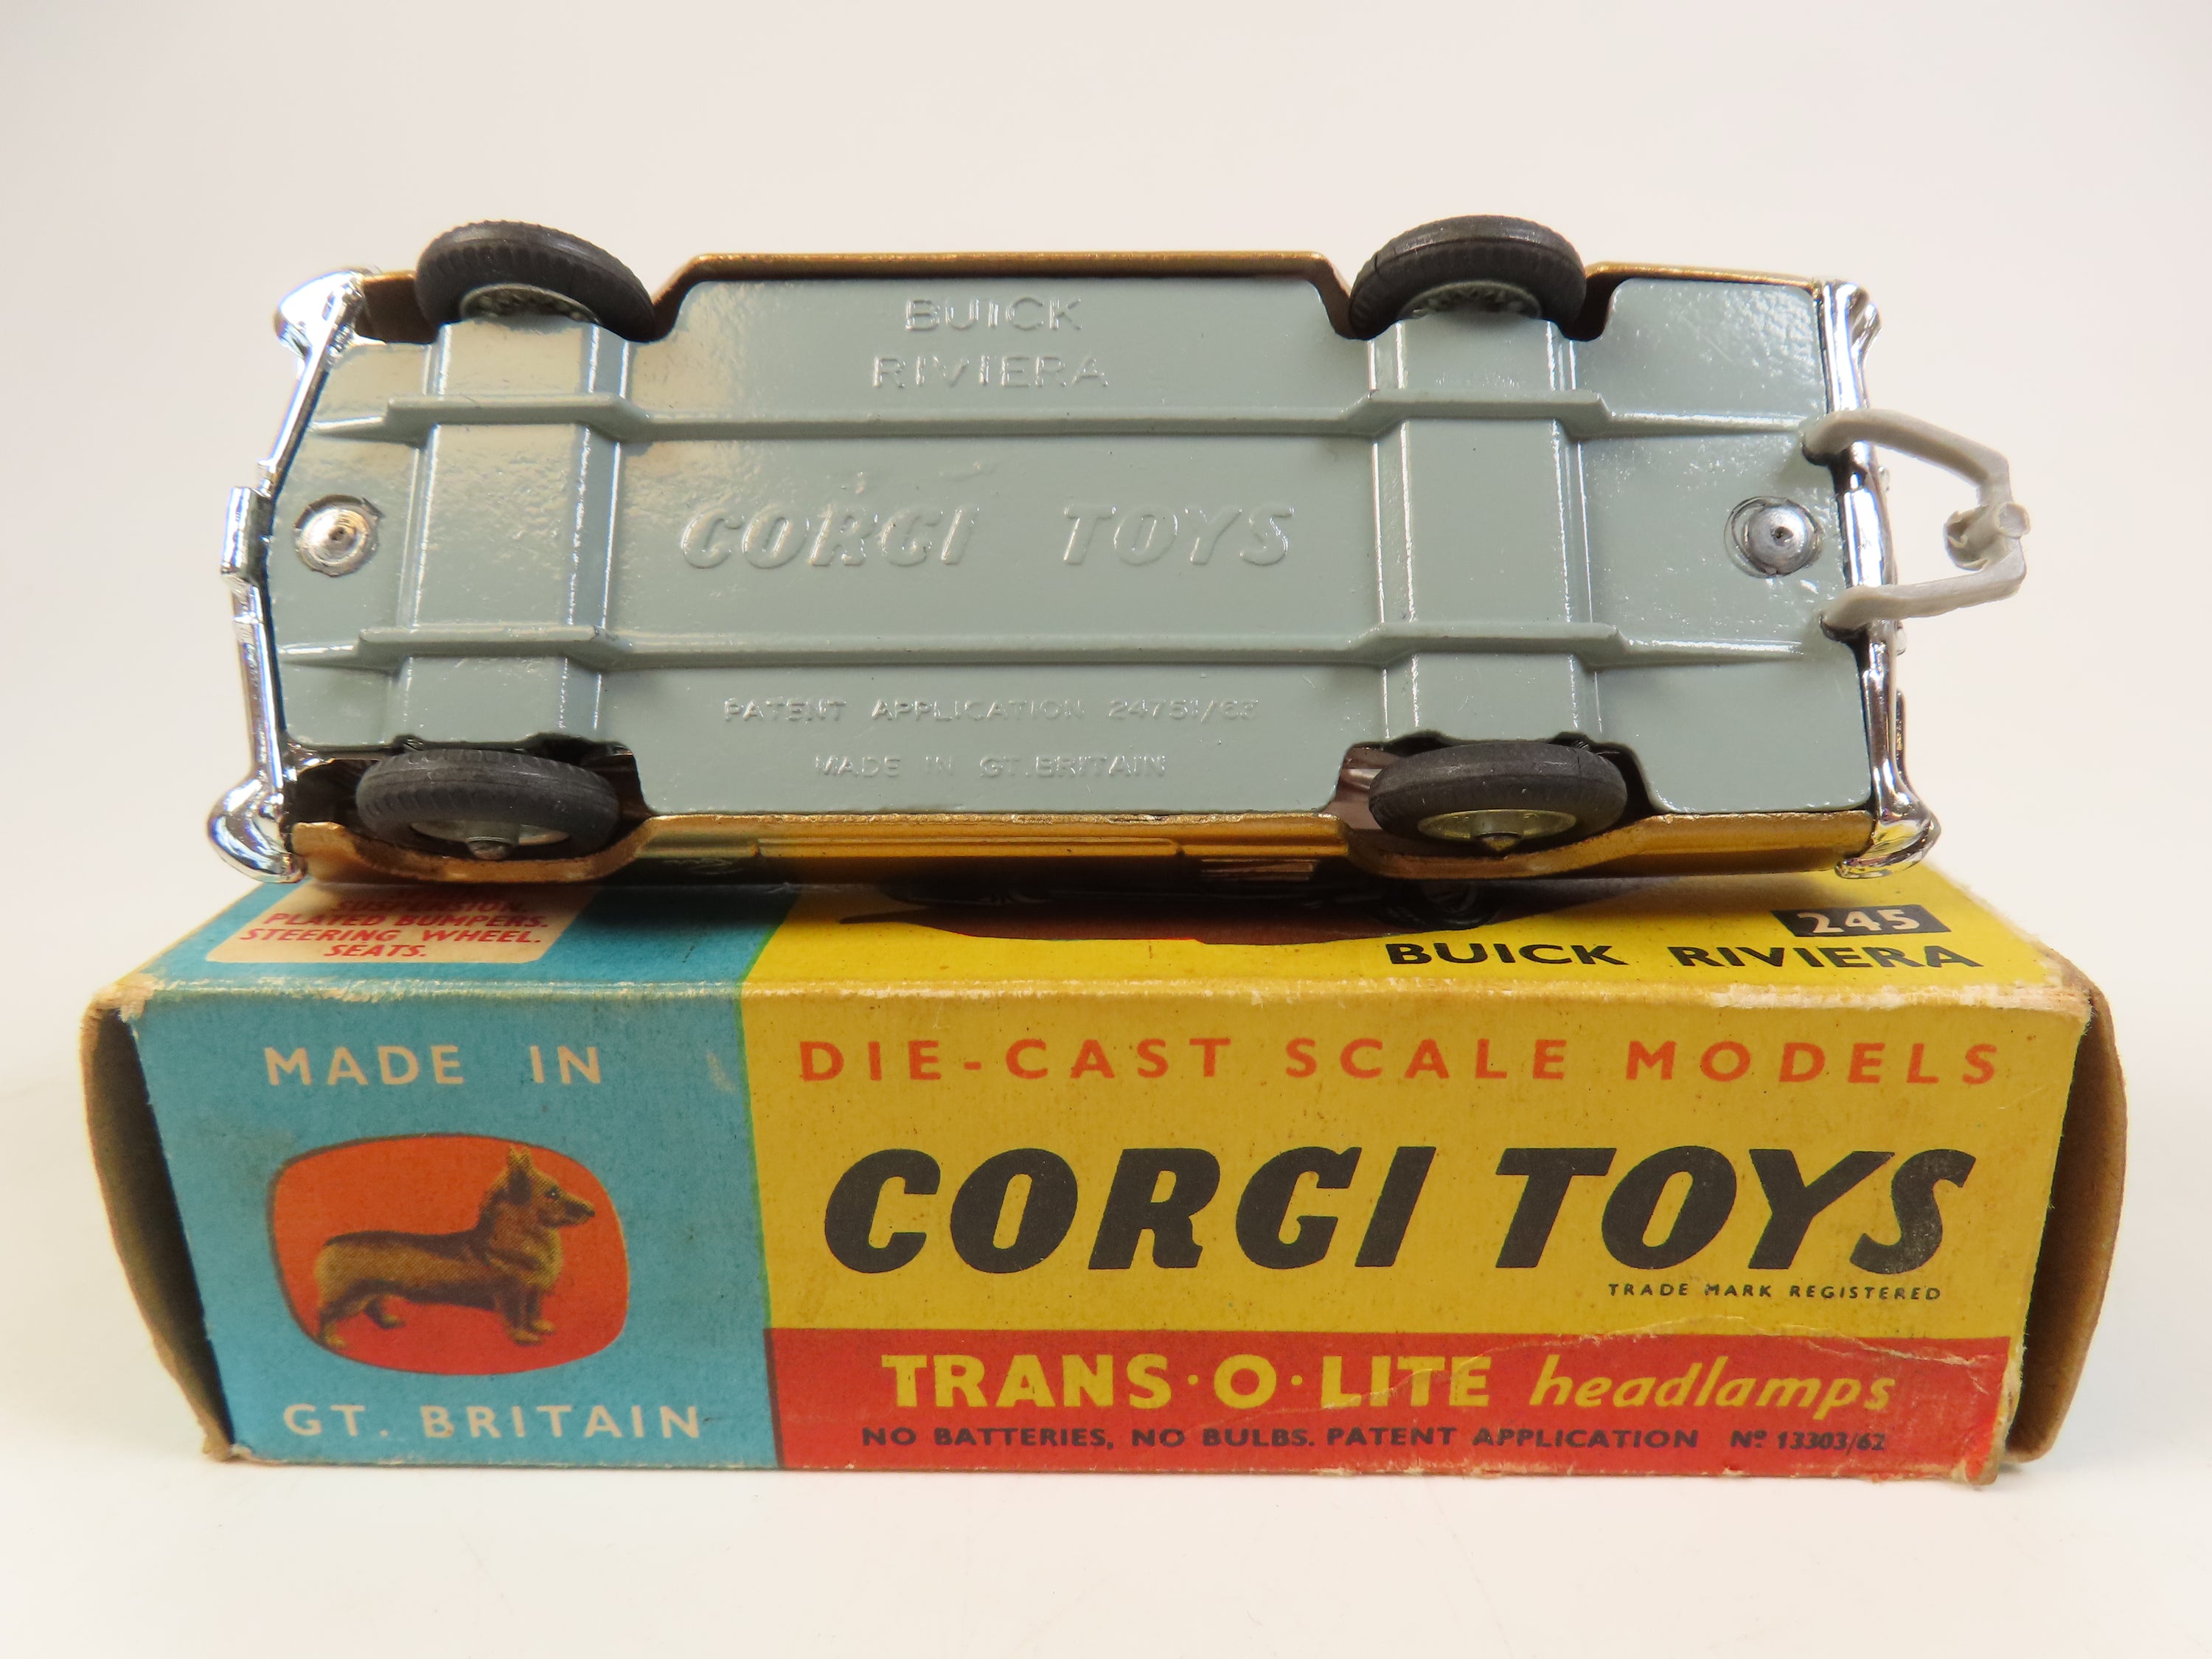 BUICK
RIVIERA
CORGI TOYS
PATENT APPLICATION 24751/63
MADE IN GT. BRITAIN
SUSPENSION.
PLATED BUMPERS.
STEERING WHEEL.
SEATS.
245
BUICK RIVIERA
MADE IN
GT. BRITAIN
DIE-CAST SCALE MODELS
CORGI TOYS
TRADE MARK REGISTERED
TRANS·O·LITE headlamps
NO BATTERIES, NO BULBS. PATENT APPLICATION Nº 13303/62